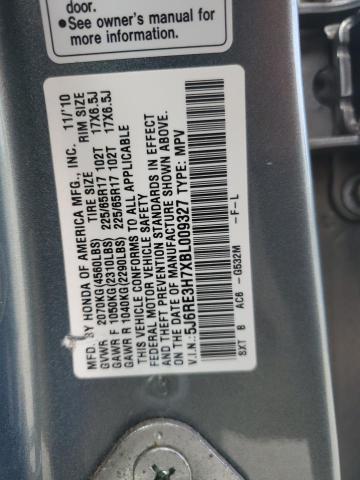 door.
•See owner's manual for
more information.
MFD. BY HONDA OF AMERICA MFG., INC. 11/10
TIRE SIZE RIM SIZE
GVWR 2070KG(4560LBS) 225/65R17 102T 17X6.5J
GAWR F 1050KG(2310LBS) 225/65R17 102T 17X6.5J
GAWR R 1040KG(2290LBS)
THIS VEHICLE CONFORMS TO ALL APPLICABLE
FEDERAL MOTOR VEHICLE SAFETY
AND THEFT PREVENTION STANDARDS IN EFFECT
ON THE DATE OF MANUFACTURE SHOWN ABOVE.
V.I.N.: 5J6RE3H7XBL009327 TYPE: MPV
SXT B AC6 - G532M - F - L